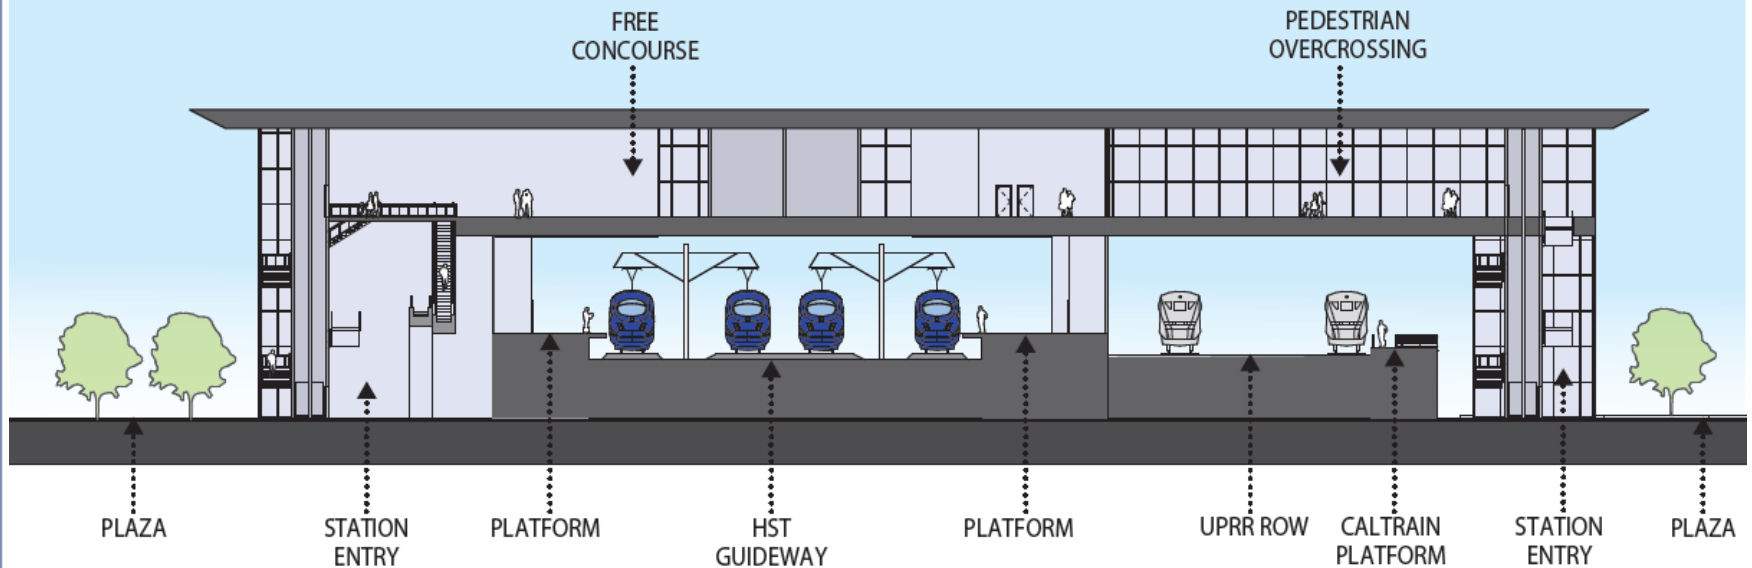 FREE
CONCOURSE
PEDESTRIAN
OVERCROSSING
PLAZA
STATION
ENTRY
PLATFORM
HST
GUIDEWAY
PLATFORM
UPRR ROW
CALTRAIN
PLATFORM
STATION
ENTRY
PLAZA